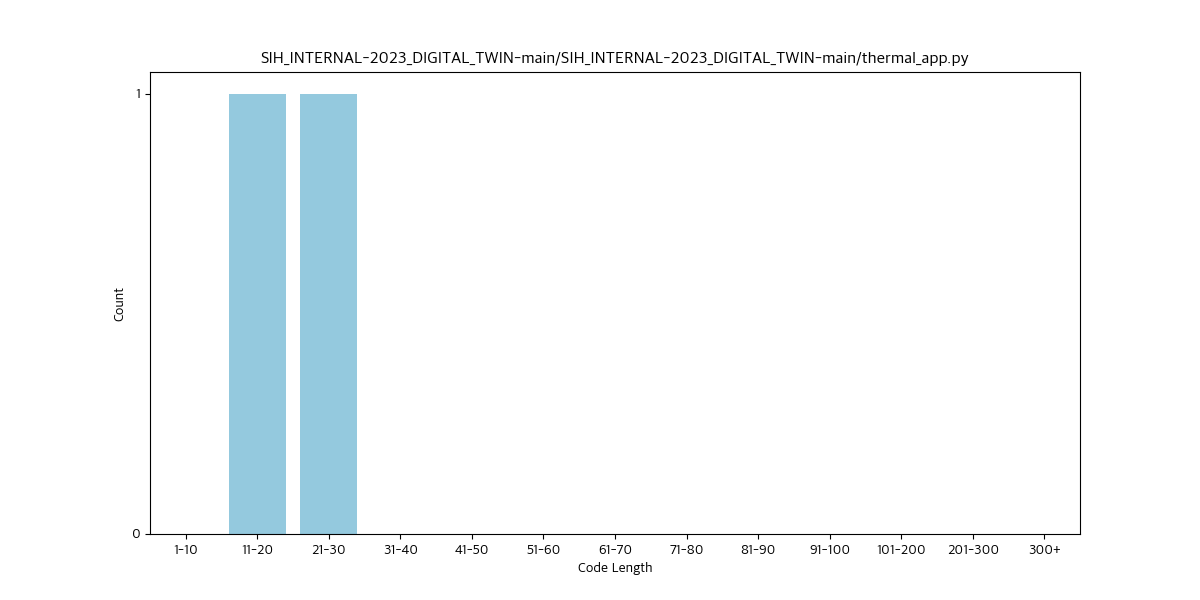 SIH_INTERNAL-2023_DIGITAL_TWIN-main/SIH_INTERNAL-2023_DIGITAL_TWIN-main/thermal_app.py
1
Count
0
1-10 11-20 21-30 31-40 41-50 51-60 61-70 71-80 81-90 91-100 101-200 201-300 300+
Code Length